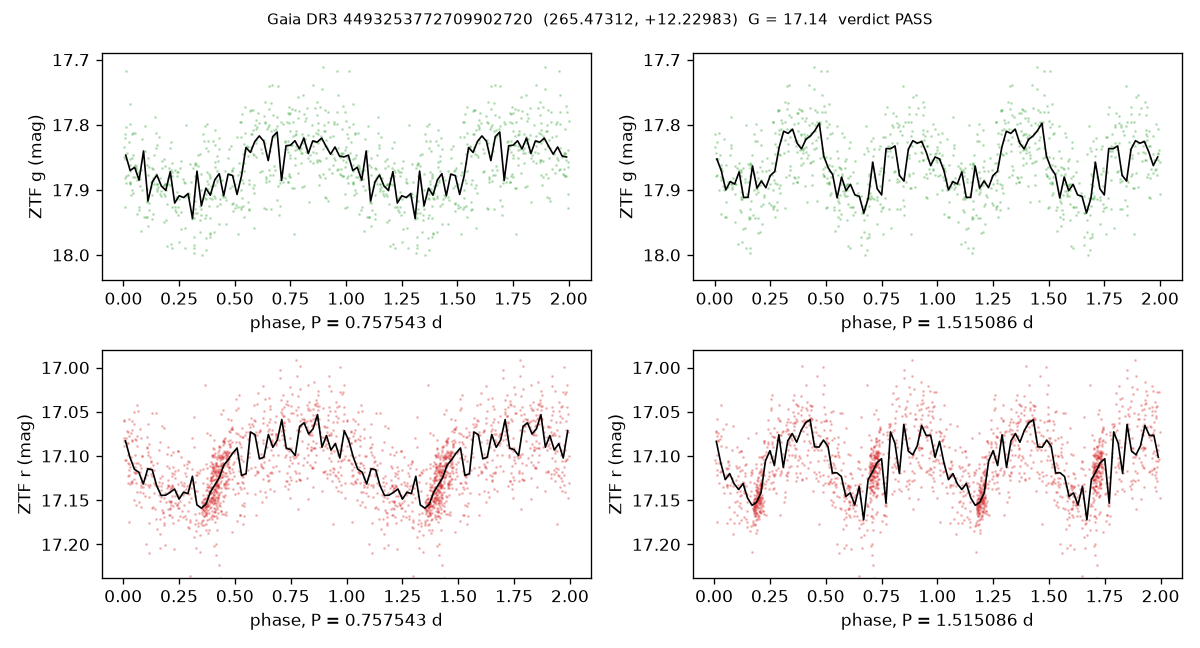 Gaia DR3 4493253772709902720 (265.47312, +12.22983) G = 17.14 verdict PASS
17.7
17.8
17.9
18.0
ZTF g (mag)
0.00 0.25 0.50 0.75 1.00 1.25 1.50 1.75 2.00
phase, P = 0.757543 d
17.7
17.8
17.9
18.0
ZTF g (mag)
0.00 0.25 0.50 0.75 1.00 1.25 1.50 1.75 2.00
phase, P = 1.515086 d
17.00
17.05
17.10
17.15
17.20
ZTF r (mag)
0.00 0.25 0.50 0.75 1.00 1.25 1.50 1.75 2.00
phase, P = 0.757543 d
17.00
17.05
17.10
17.15
17.20
ZTF r (mag)
0.00 0.25 0.50 0.75 1.00 1.25 1.50 1.75 2.00
phase, P = 1.515086 d